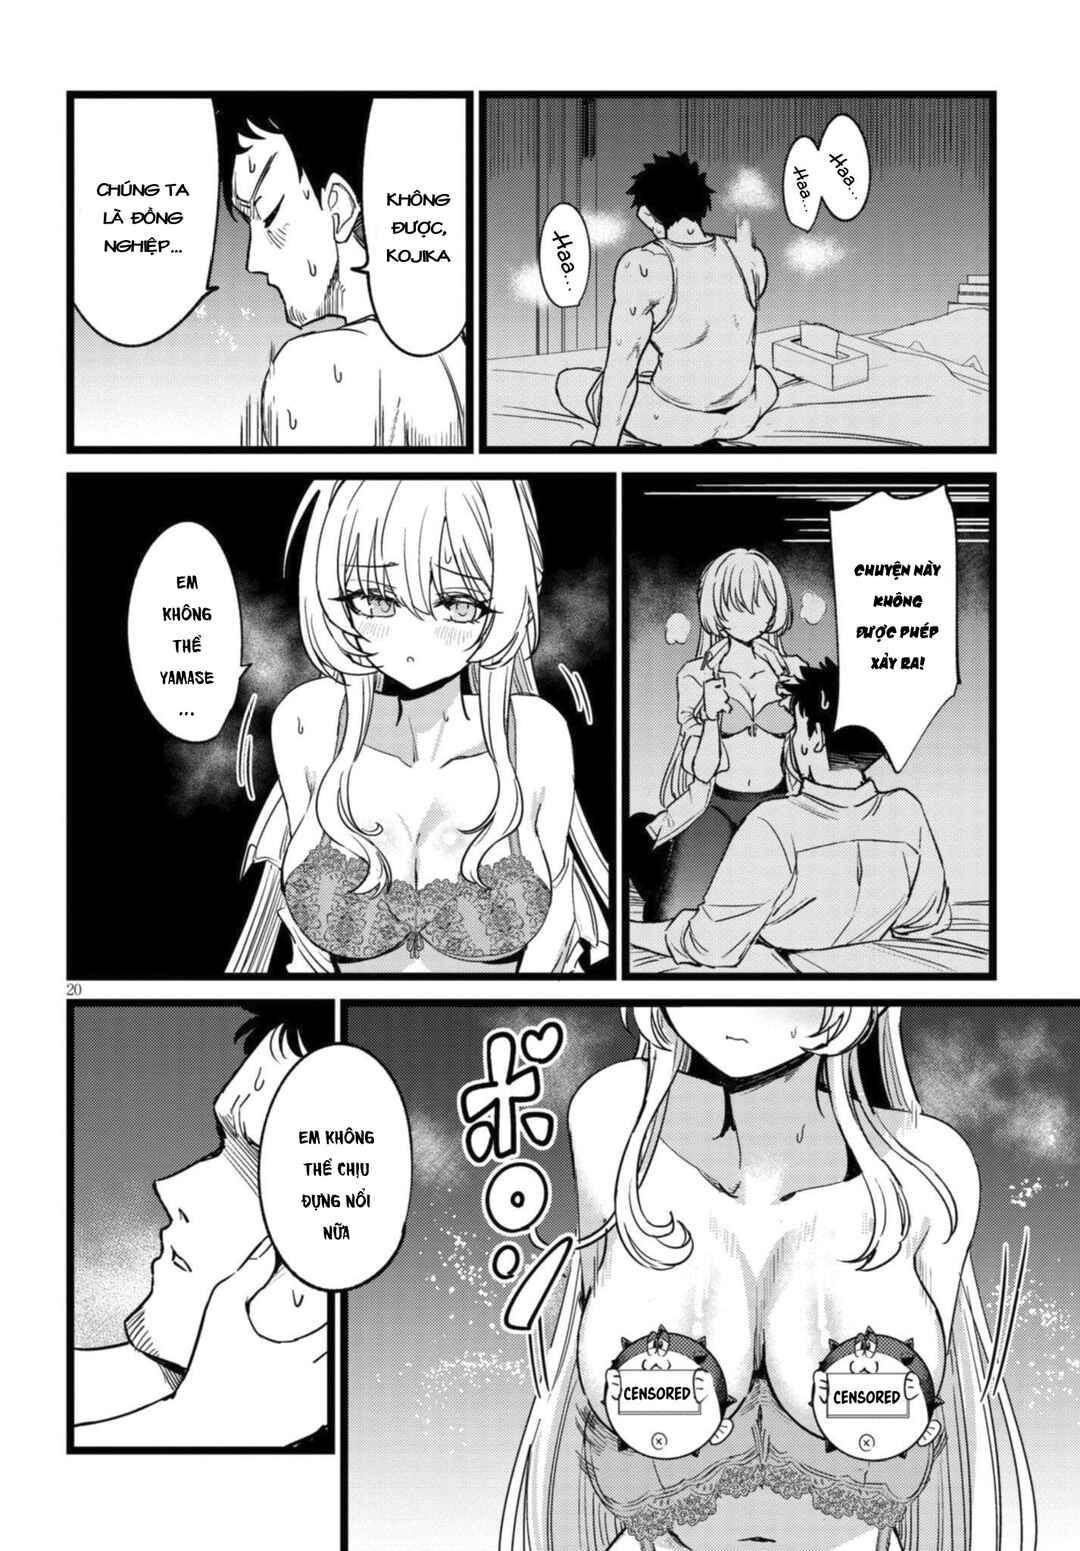 Haa...
Haa...
Haa...
KHÔNG
ĐƯỢC,
KOJIKA
CHÚNG TA
LÀ ĐỒNG
NGHIỆP...
CHUYỆN NÀY
KHÔNG
ĐƯỢC PHÉP
XẢY RA!
EM
KHÔNG
THỂ
YAMASE
...
20
ボロン
EM KHÔNG
THỂ CHỊU
ĐỰNG NỔI
NỮA
CENSORED
CENSORED